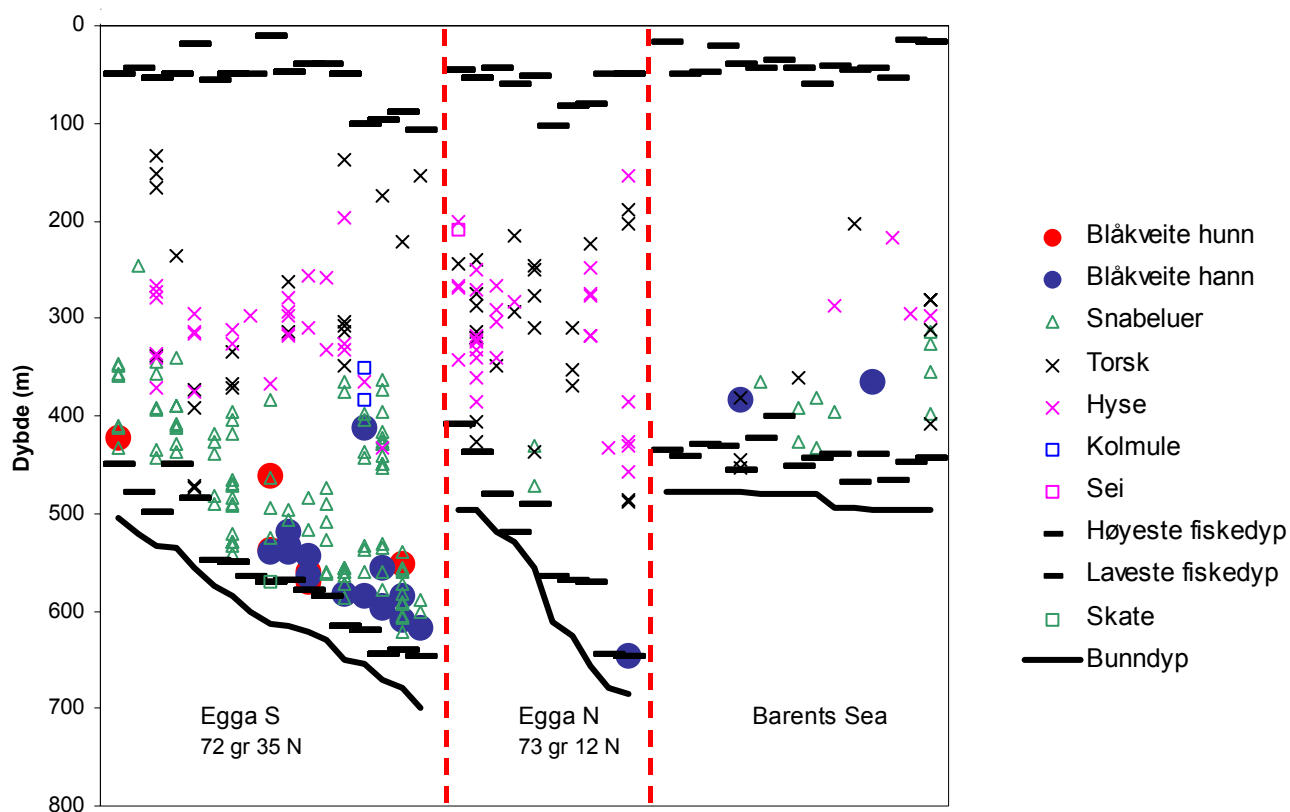 0
100
200
300
400
500
600
700
800
Dybde (m)
Egga S
72 gr 35 N
Egga N
73 gr 12 N
Barents Sea
Blåkveite hunn
Blåkveite hann
Snabeluer
Torsk
Hyse
Kolmule
Sei
Høyeste fiskedyp
Laveste fiskedyp
Skate
Bunndyp